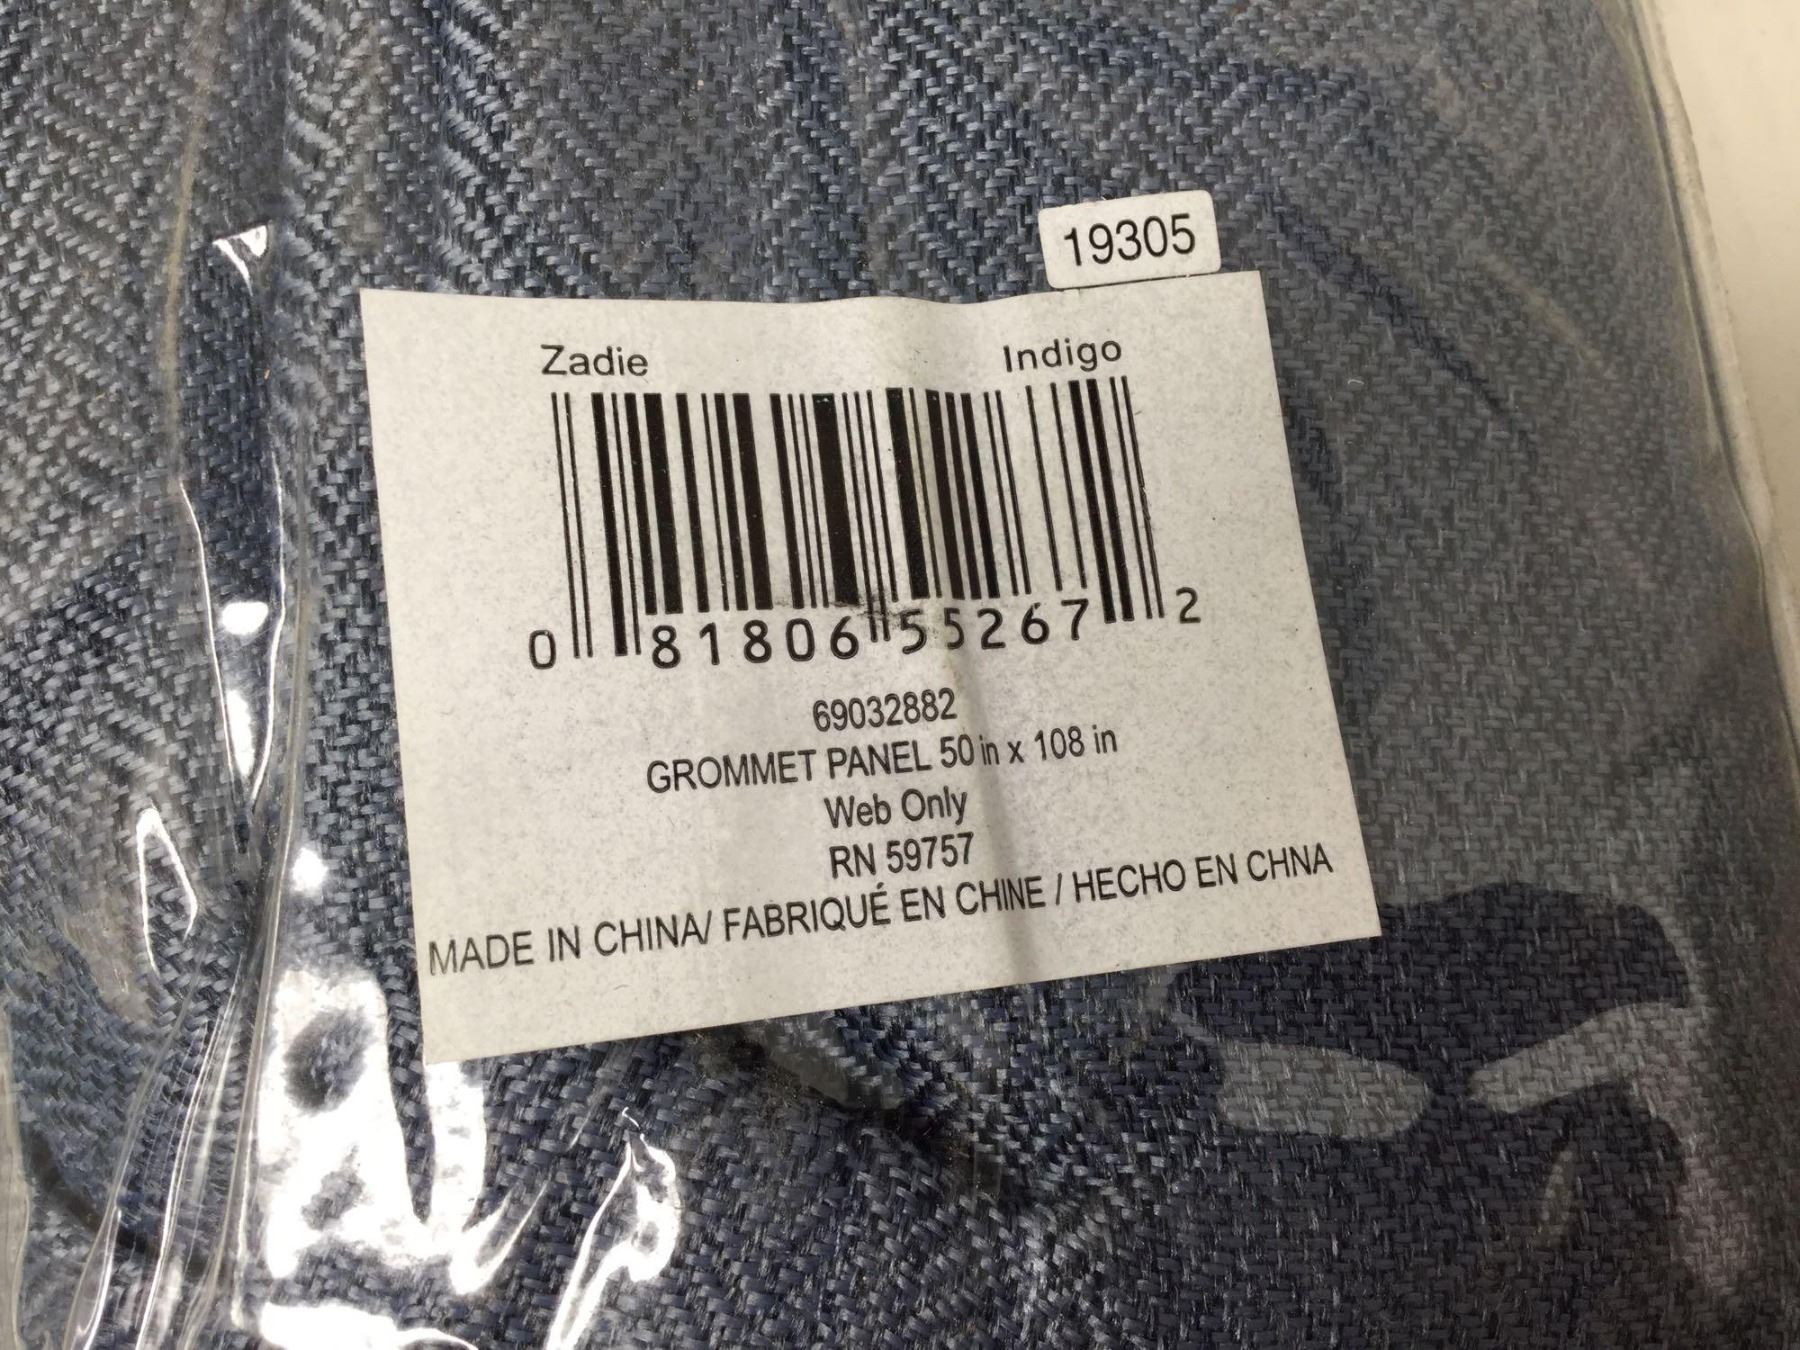 19305
Zadie Indigo
0 81806 55267 2
69032882
GROMMET PANEL 50 in x 108 in
Web Only
RN 59757
MADE IN CHINA/ FABRIQUÉ EN CHINE / HECHO EN CHNA